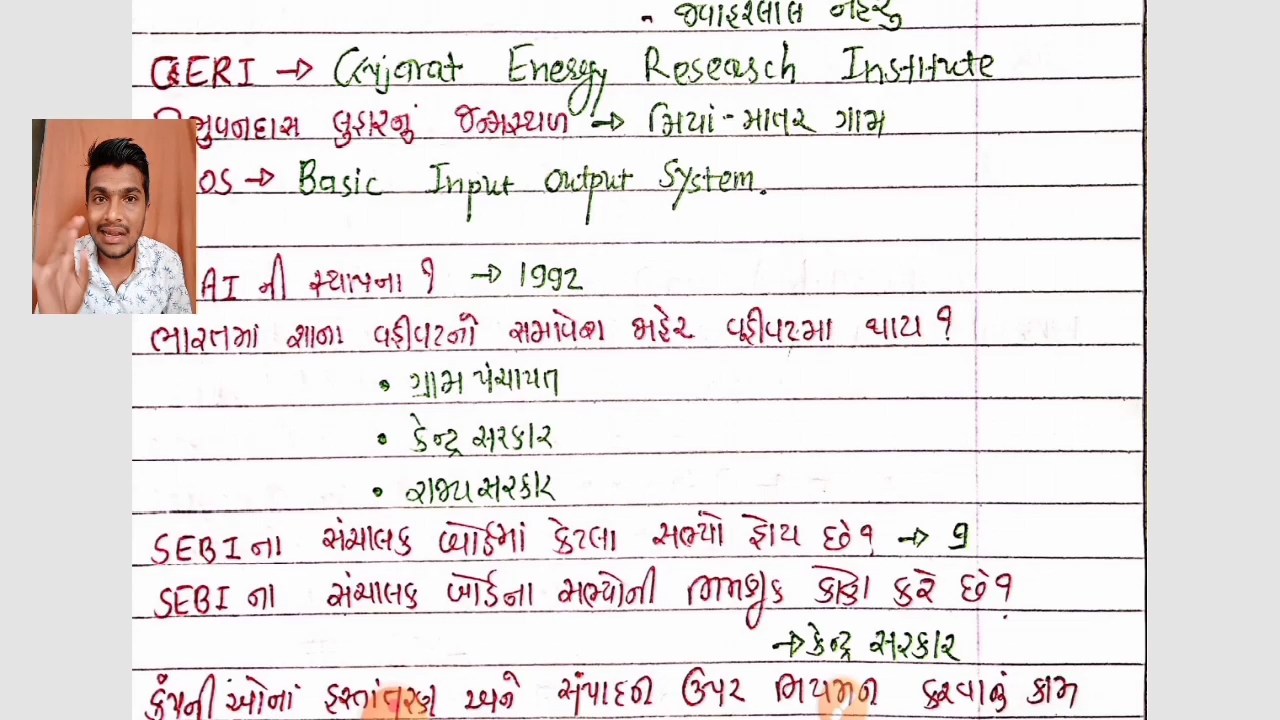 - જવાહરલાલ નહેરુ
GERI → Gujarat Energy Research Institute
ભુવનદાસ લુહારનું જન્મસ્થળ → મિયાં-માતર ગામ
OS → Basic Input Output System.
AI ની સ્થાપના ? → 1992
ભારતમાં શાના વહીવટનો સમાવેશ જાહેર વહીવટમા થાય ?
• ગ્રામ પંચાયત
• કેન્દ્ર સરકાર
• રાજ્ય સરકાર
SEBI ના સંચાલક બોર્ડમાં કેટલા સભ્યો હોય છે ? → 9
SEBI ના સંચાલક બોર્ડના સભ્યોની નિમણૂક કોણ કરે છે ?
→ કેન્દ્ર સરકાર
કંપનીઓનાં હસ્તાંતરણ અને સંપાદન ઉપર નિયમન કરવાનું કામ